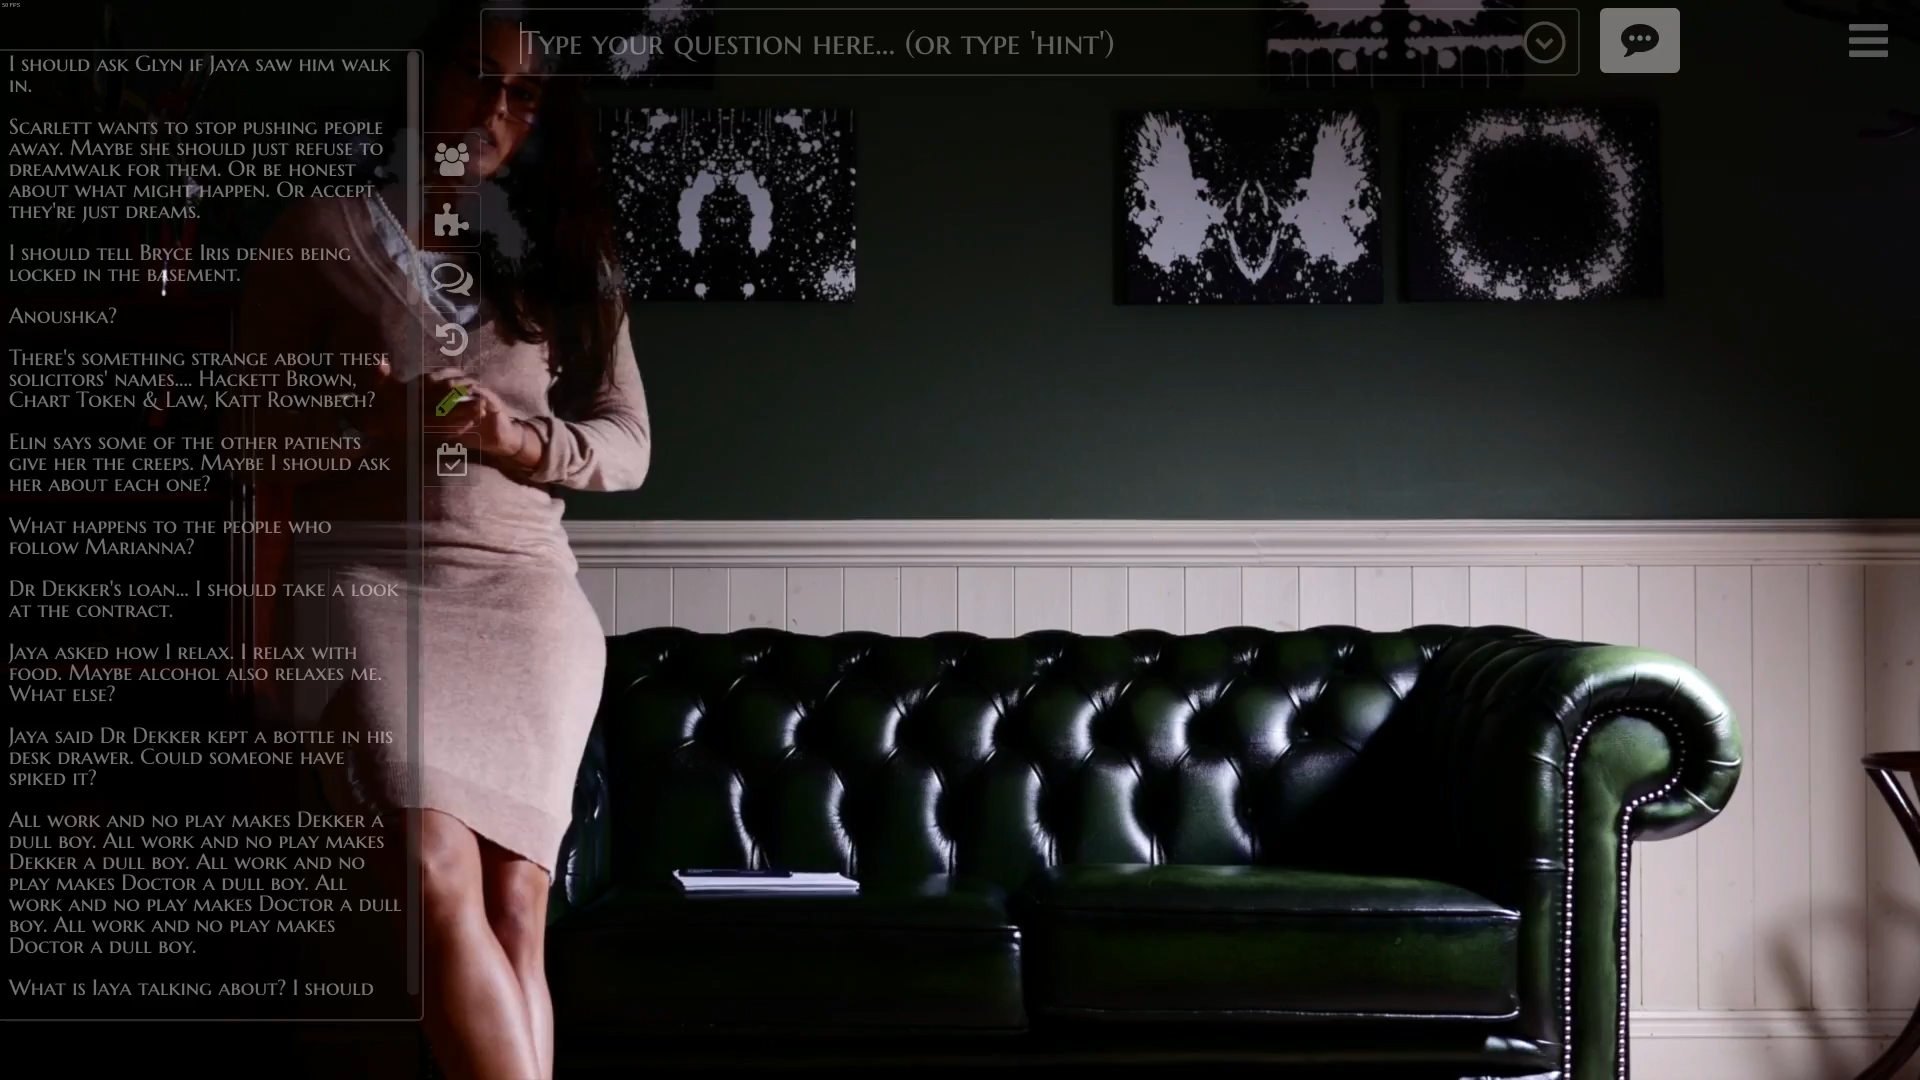 50 FPS
Type your question here... (or type 'hint')
I should ask Glyn if Jaya saw him walk
in.
Scarlett wants to stop pushing people
away. Maybe she should just refuse to
dreamwalk for them. Or be honest
about what might happen. Or accept
they're just dreams.
I should tell Bryce Iris denies being
locked in the basement.
Anoushka?
There's something strange about these
solicitors' names.... Hackett Brown,
Chart Token & Law, Katt Rownbech?
Elin says some of the other patients
give her the creeps. Maybe I should ask
her about each one?
What happens to the people who
follow Marianna?
Dr Dekker's loan... I should take a look
at the contract.
Jaya asked how I relax. I relax with
food. Maybe alcohol also relaxes me.
What else?
Jaya said Dr Dekker kept a bottle in his
desk drawer. Could someone have
spiked it?
All work and no play makes Dekker a
dull boy. All work and no play makes
Dekker a dull boy. All work and no
play makes Doctor a dull boy. All
work and no play makes Doctor a dull
boy. All work and no play makes
Doctor a dull boy.
What is Jaya talking about? I should